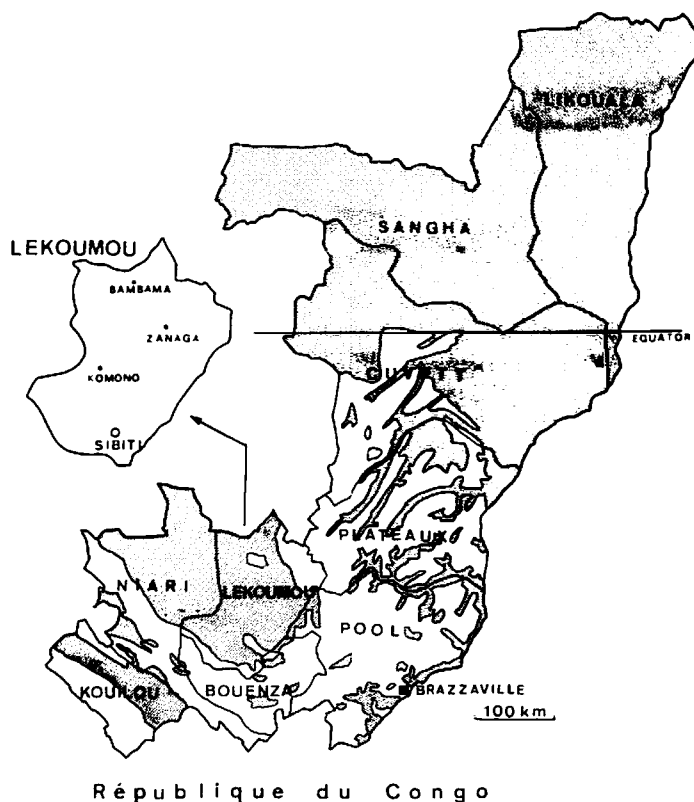 LIKOUALA
SANGHA
LEKOUMOU
BAMBAMA
ZANAGA
EQUATOR
KOMONO
SIBITI
PLATEAUX
NIARI
LEKOUMOU
POOL
KOUILOU
BOUENZA
BRAZZAVILLE
100 km
République du Congo